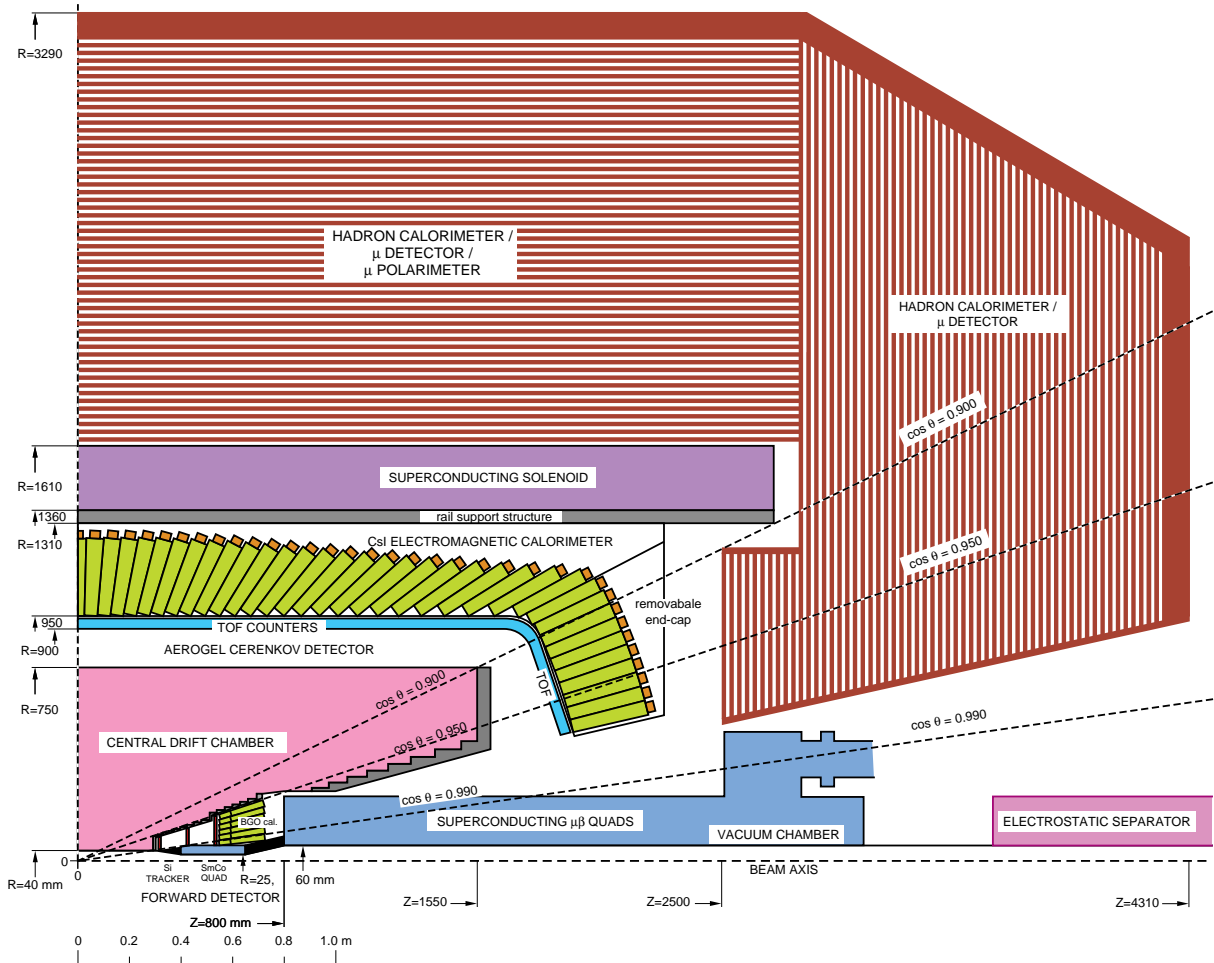 R=3290
HADRON CALORIMETER /
μ DETECTOR /
μ POLARIMETER
HADRON CALORIMETER /
μ DETECTOR
cos θ = 0.900
R=1610
SUPERCONDUCTING SOLENOID
1360
rail support structure
R=1310
CsI ELECTROMAGNETIC CALORIMETER
cos θ = 0.950
removabale
end-cap
950
TOF COUNTERS
R=900
AEROGEL CERENKOV DETECTOR
cos θ = 0.900
TOF
R=750
cos θ = 0.950
CENTRAL DRIFT CHAMBER
cos θ = 0.990
cos θ = 0.990
BGO cal.
SUPERCONDUCTING μβ QUADS
VACUUM CHAMBER
ELECTROSTATIC SEPARATOR
0
R=40 mm
0
Si
TRACKER
SmCo
QUAD
R=25,
60 mm
BEAM AXIS
FORWARD DETECTOR
Z=1550
Z=2500
Z=4310
Z=800 mm
0
0.2
0.4
0.6
0.8
1.0 m